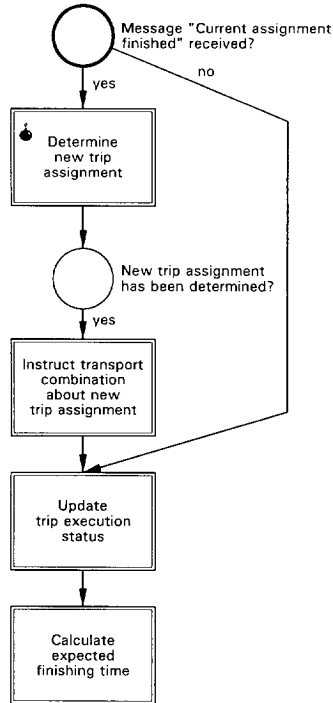 Message "Current assignment
finished" received?
yes
no
Determine
new trip
assignment
New trip assignment
has been determined?
yes
Instruct transport
combination
about new
trip assignment
Update
trip execution
status
Calculate
expected
finishing time